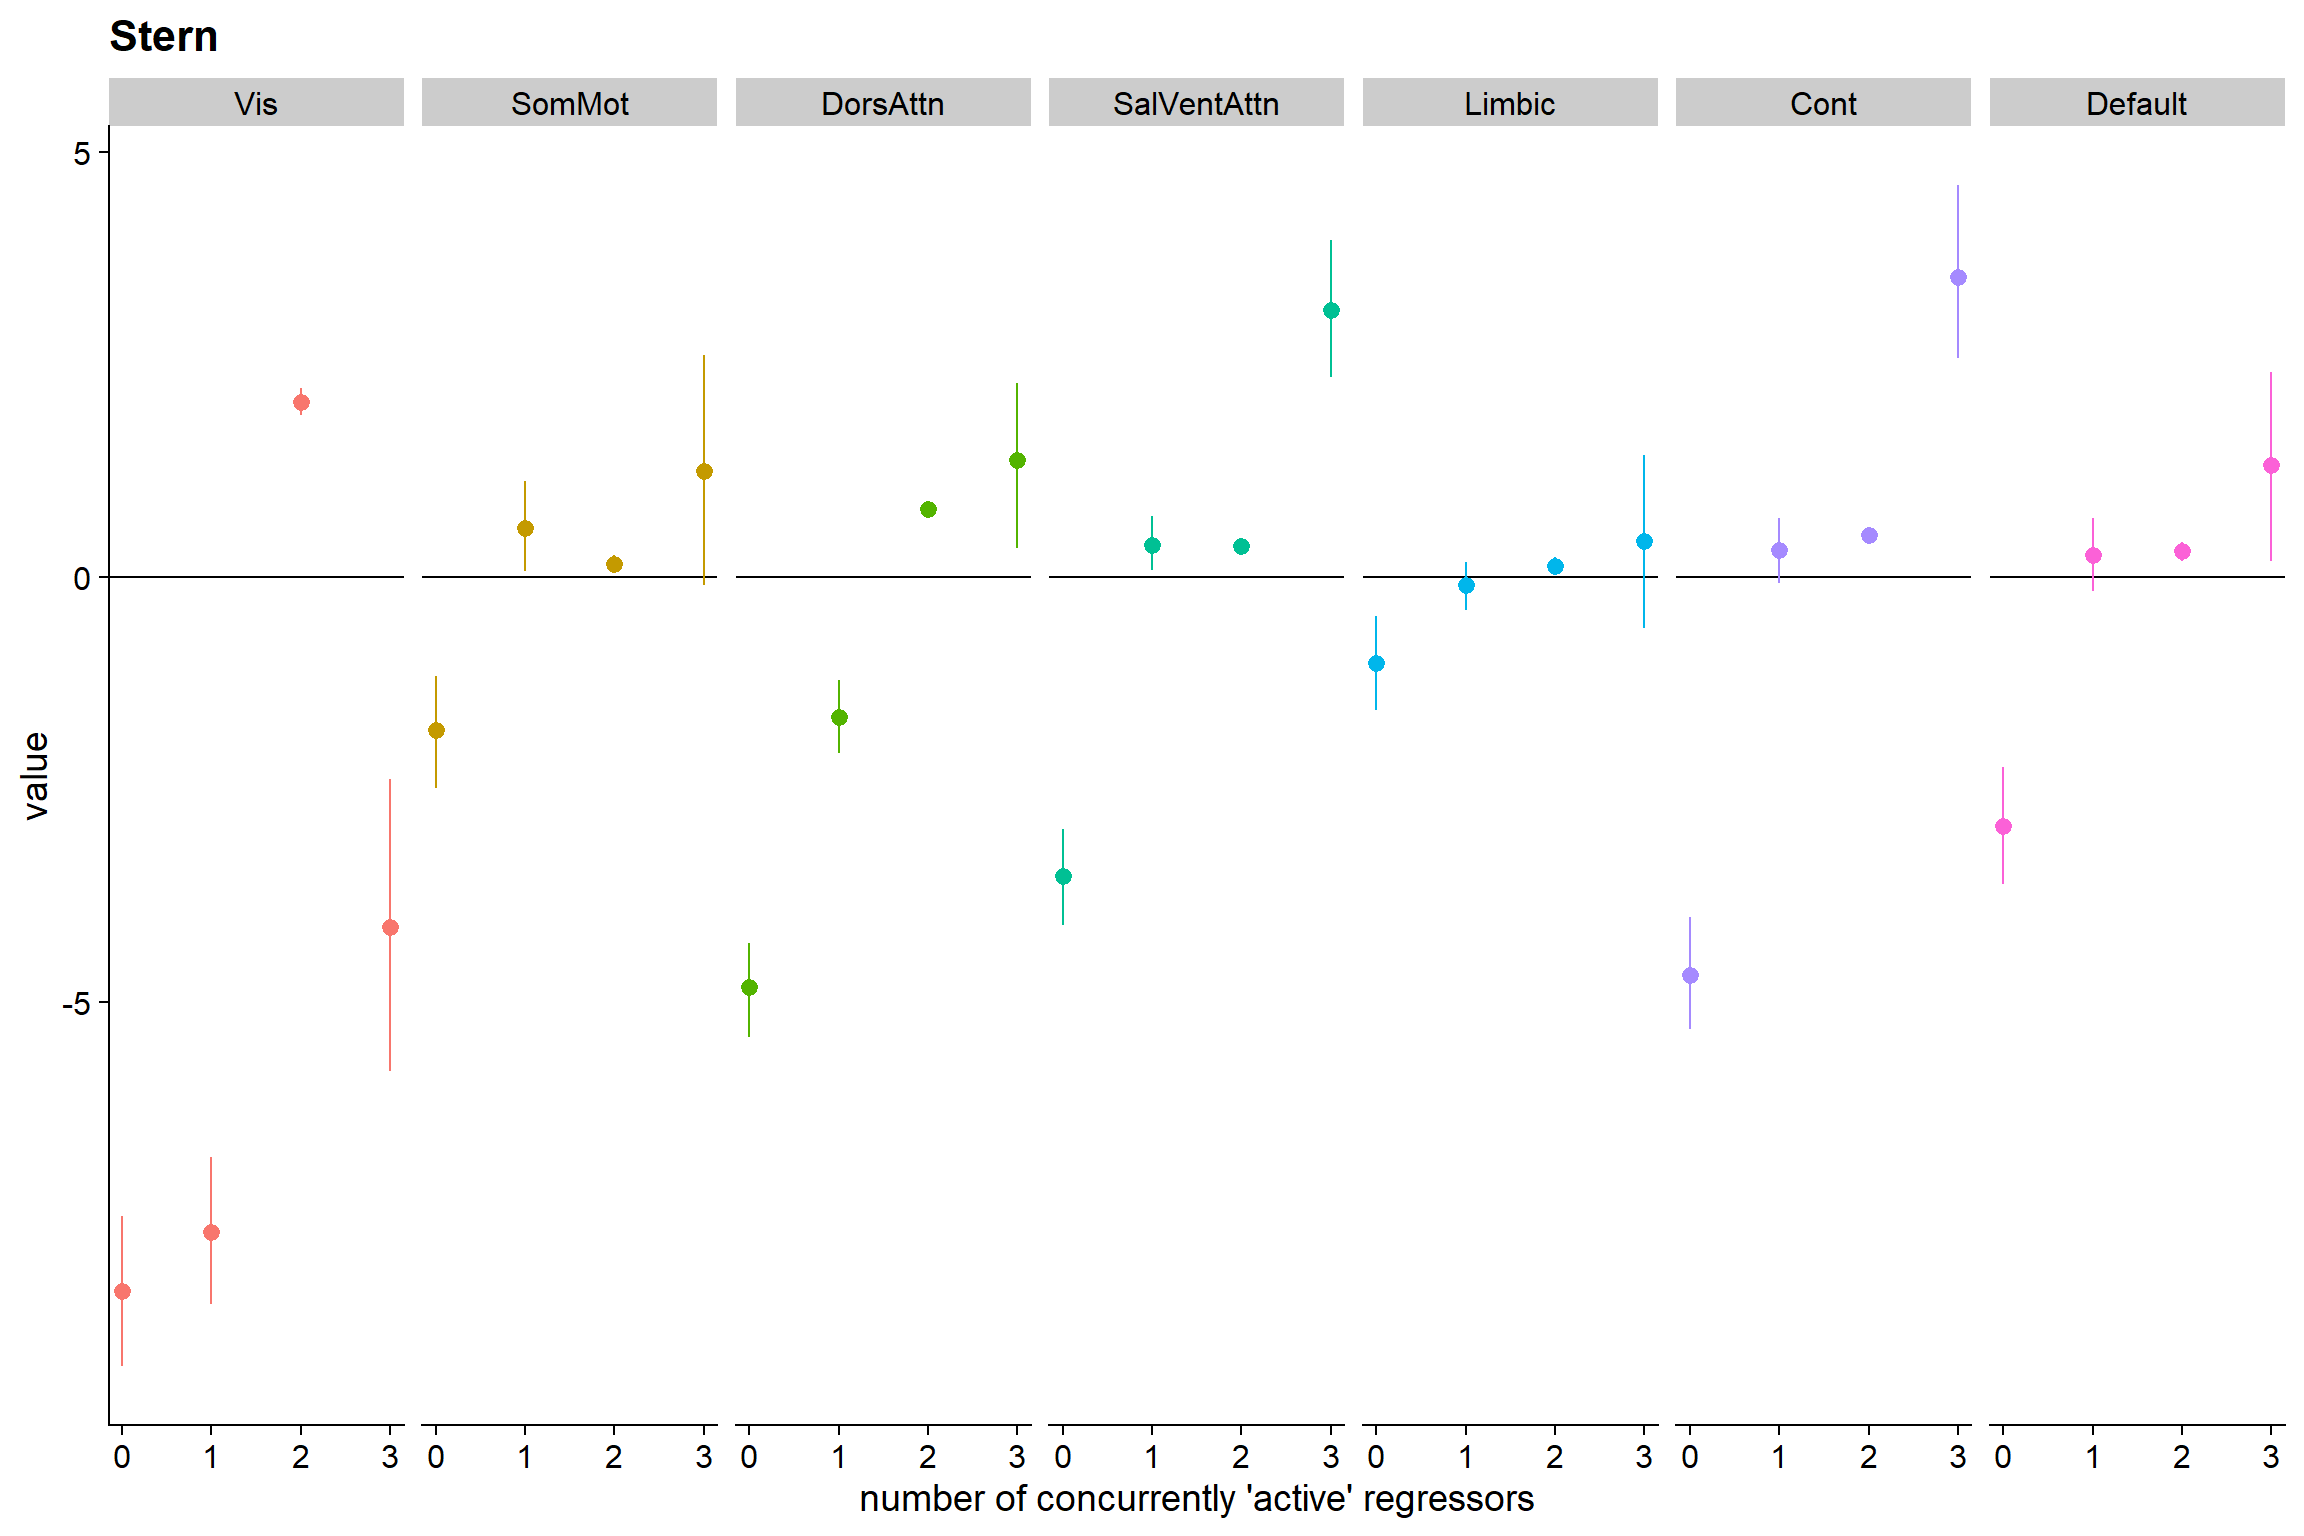 Stern
Vis SomMot DorsAttn SalVentAttn Limbic Cont Default
5
0
-5
value
0 1 2 3 0 1 2 3 0 1 2 3 0 1 2 3 0 1 2 3 0 1 2 3 0 1 2 3
number of concurrently 'active' regressors